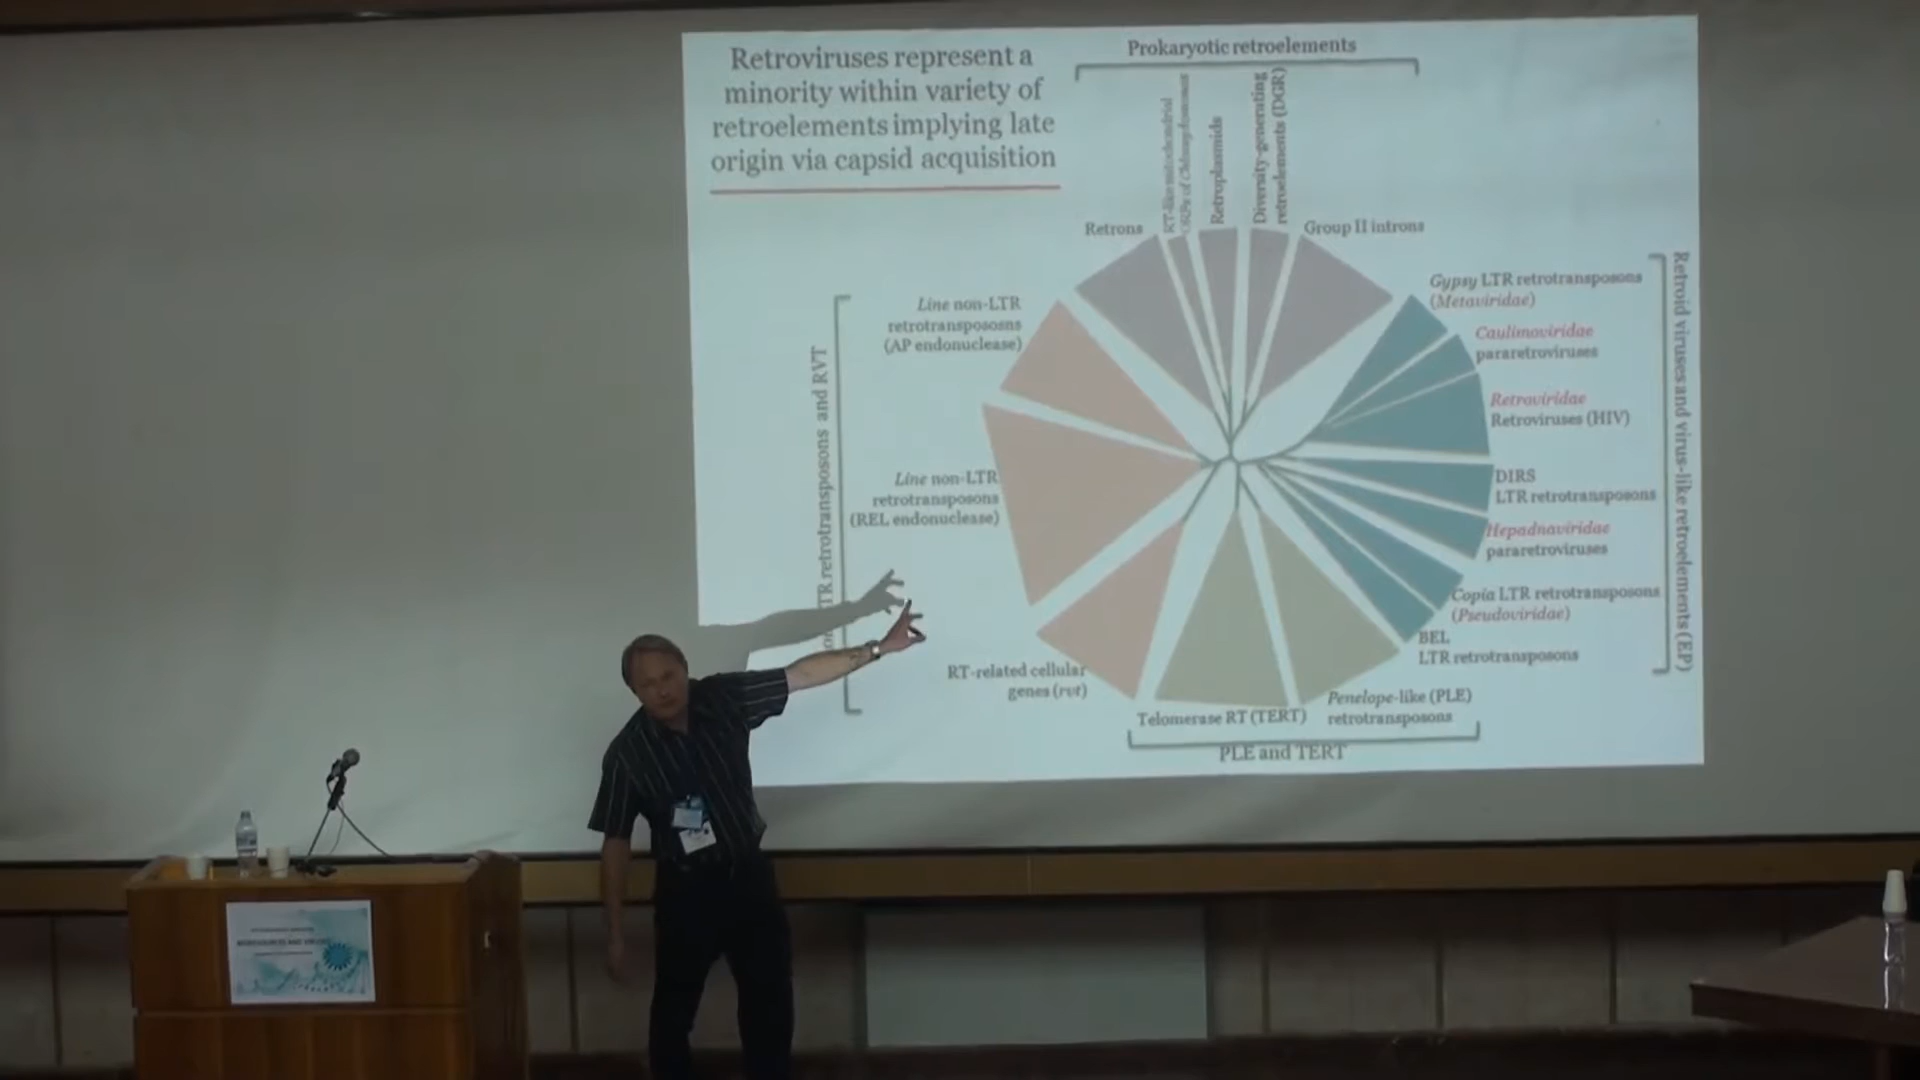 Retroviruses represent a
minority within variety of
retroelements implying late
origin via capsid acquisition
Prokaryotic retroelements
Retrons
RT-like mitochondrial
ORFs of Chlamydomonas
Retroplasmids
Diversity-generating
retroelements (DGR)
Group II introns
Gypsy LTR retrotransposons
(Metaviridae)
Caulimoviridae
pararetroviruses
Retroviridae
Retroviruses (HIV)
DIRS
LTR retrotransposons
Hepadnaviridae
pararetroviruses
Copia LTR retrotransposons
(Pseudoviridae)
BEL
LTR retrotransposons
Retroid viruses and virus-like retroelements (EP)
Penelope-like (PLE)
retrotransposons
Telomerase RT (TERT)
PLE and TERT
RT-related cellular
genes (rvt)
Line non-LTR
retrotransposons
(REL endonuclease)
Line non-LTR
retrotranspososns
(AP endonuclease)
TR retrotransposons and RVT